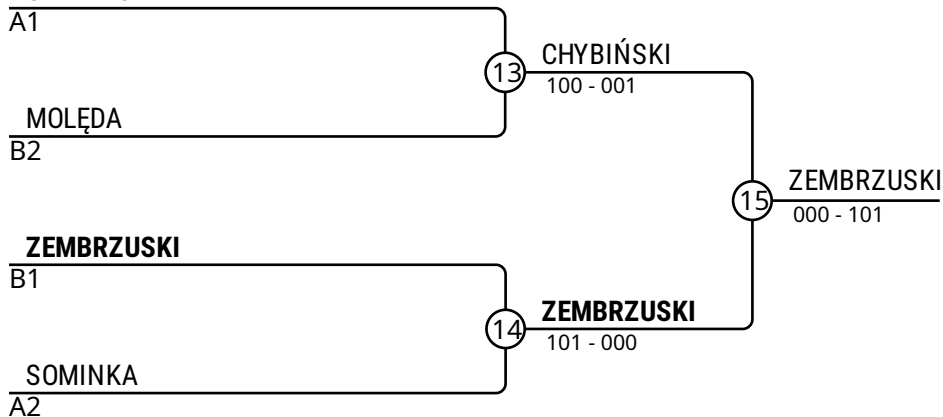 A1
13
CHYBIŃSKI
100 - 001
MOLĘDA
B2
15
ZEMBRZUSKI
000 - 101
ZEMBRZUSKI
B1
14
ZEMBRZUSKI
101 - 000
SOMINKA
A2